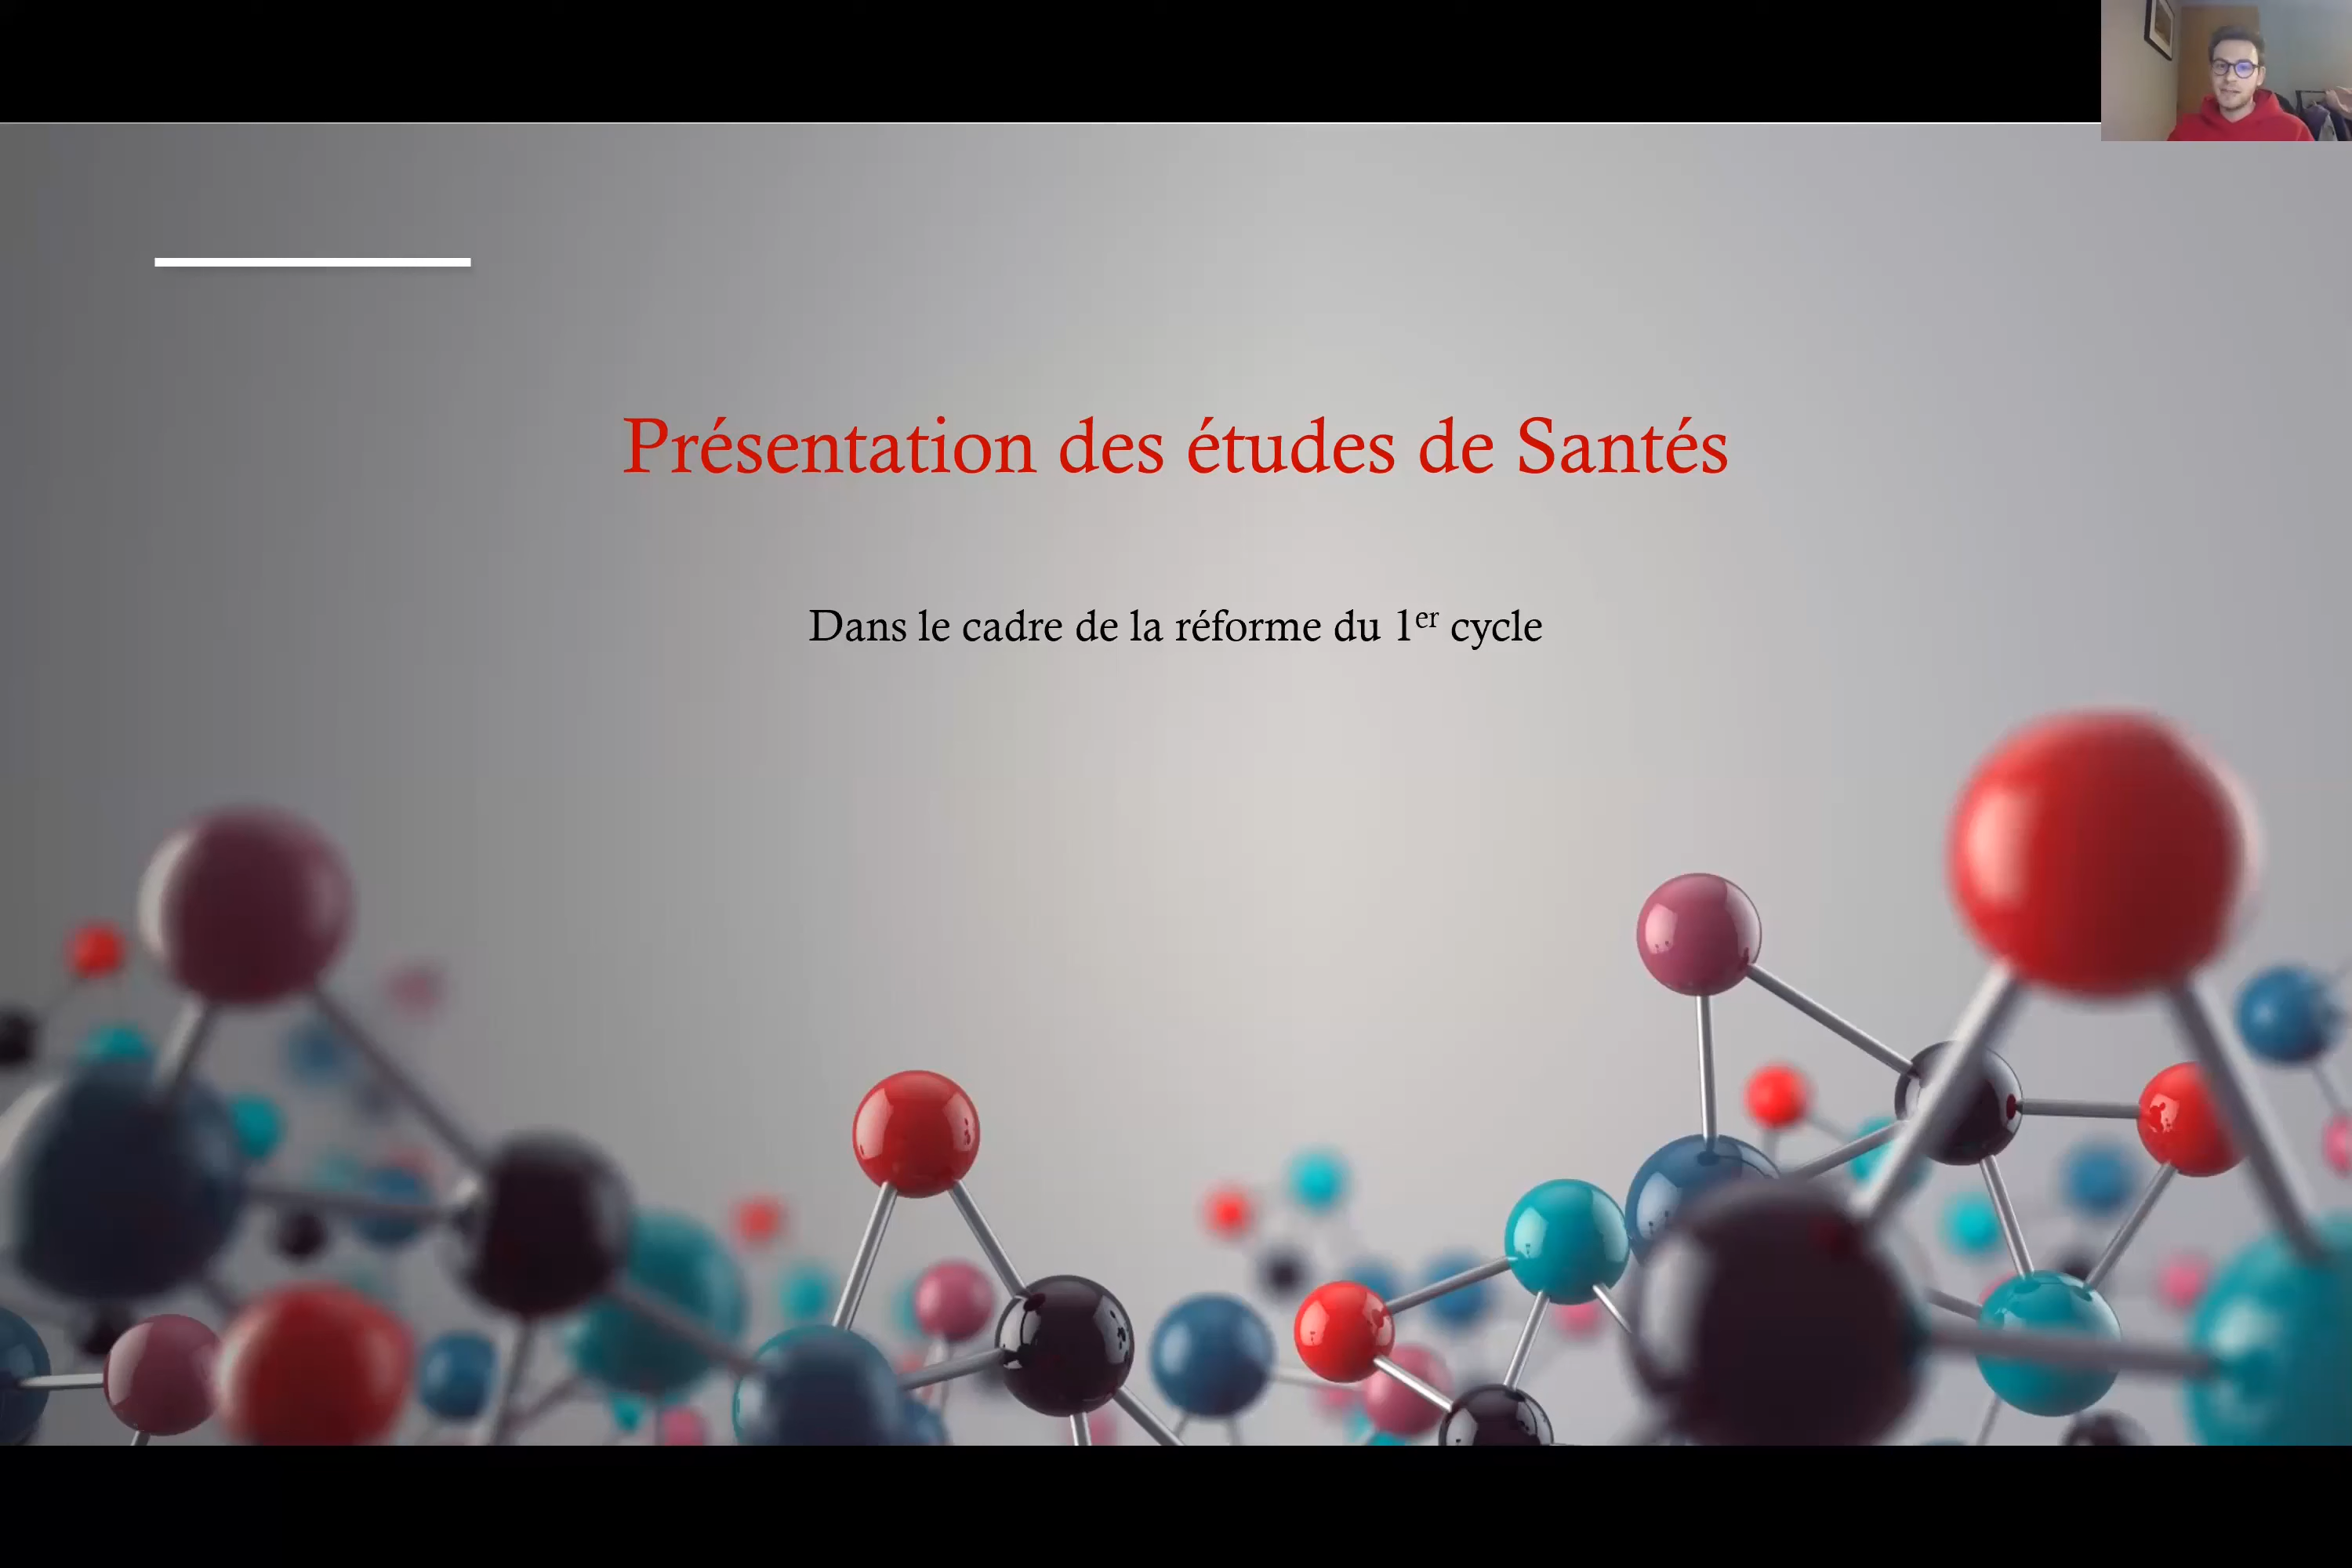 Présentation des études de Santés
Dans le cadre de la réforme du 1er cycle